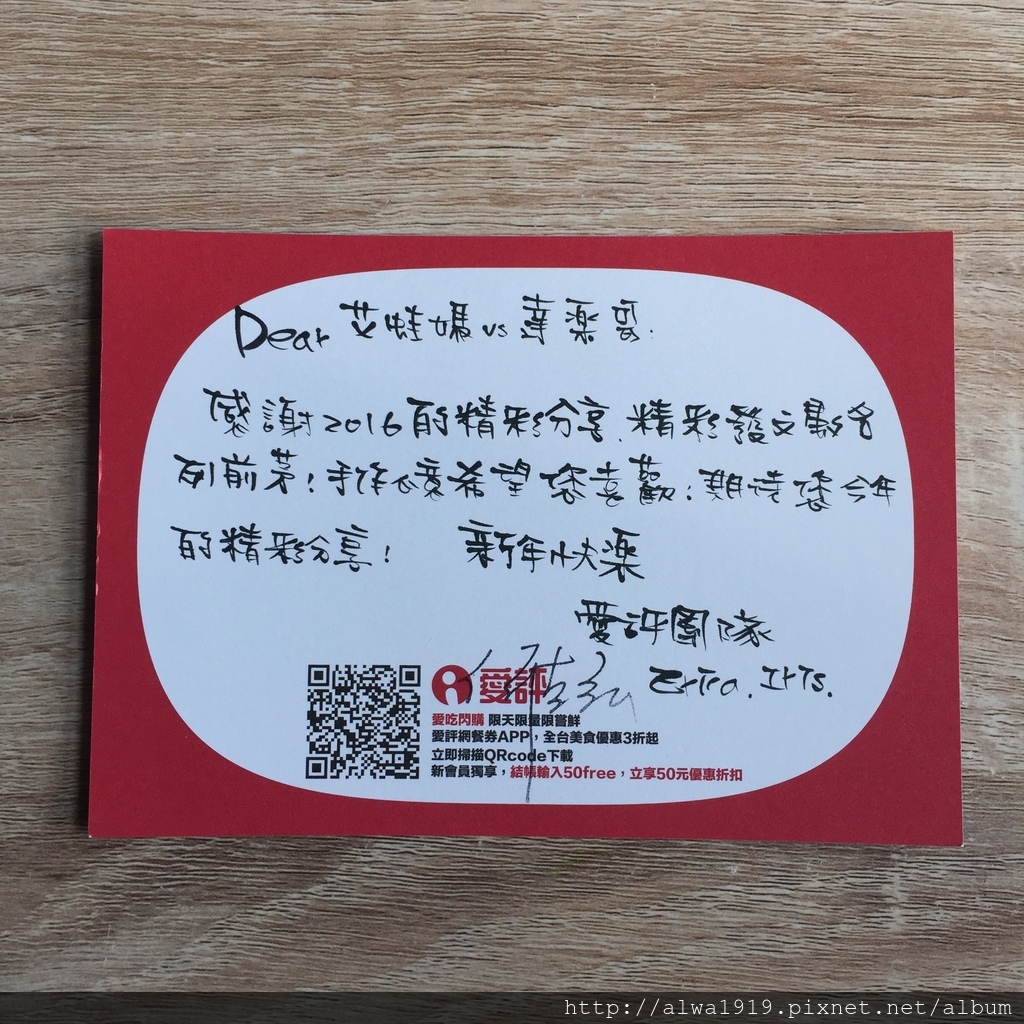 Dear 艾蛙媽 vs 達樂哥.
感謝2016的精彩分享、精彩發文數名
列前茅!手作心意希望您喜歡;期待您今年
的精彩分享! 新年快樂
愛評團隊
愛評
愛吃閃購 限天限量限嘗鮮
愛評網餐券APP,全台美食優惠3折起
立即掃描QRcode下載
新會員獨享,結帳輸入50free,立享50元優惠折扣
http://alwa1919.pixnet.net/album